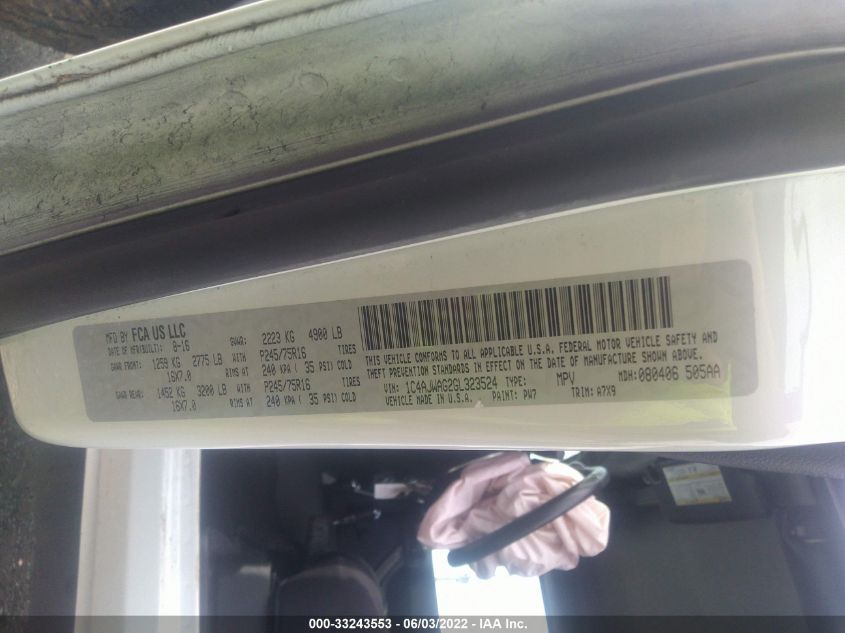 MFD BY FCA US LLC
DATE OF MFR(BUILT): 8-16 GVWR: 2223 KG 4900 LB
GAWR FRONT: 1259 KG 2775 LB WITH P245/75R16 TIRES
16X7.0 RIMS AT 240 KPA ( 35 PSI) COLD
GAWR REAR: 1452 KG 3200 LB WITH P245/75R16 TIRES
16X7.0 RIMS AT 240 KPA ( 35 PSI) COLD
THIS VEHICLE CONFORMS TO ALL APPLICABLE U.S.A. FEDERAL MOTOR VEHICLE SAFETY AND
THEFT PREVENTION STANDARDS IN EFFECT ON THE DATE OF MANUFACTURE SHOWN ABOVE.
VIN: 1C4AJWAG2GL323524 TYPE: MPV MDH: 080406 505AA
VEHICLE MADE IN U.S.A. PAINT: PW7 TRIM: A7X9
000-33243553 - 06/03/2022 - IAA Inc.